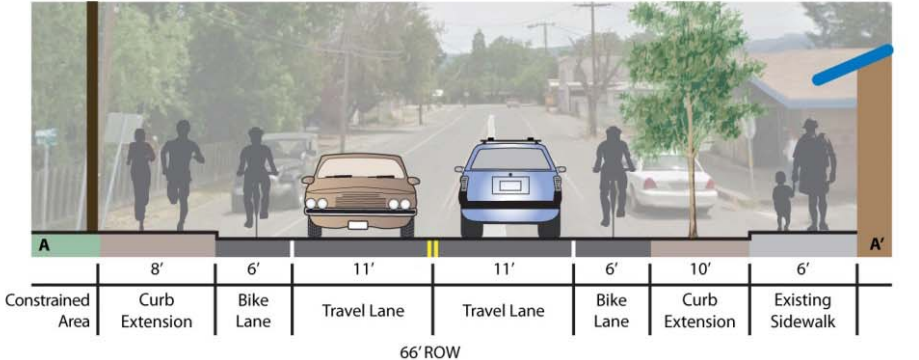 A A′
8′ 6′ 11′ 11′ 6′ 10′ 6′
Constrained Area
Curb Extension
Bike Lane
Travel Lane
Travel Lane
Bike Lane
Curb Extension
Existing Sidewalk
66′ ROW